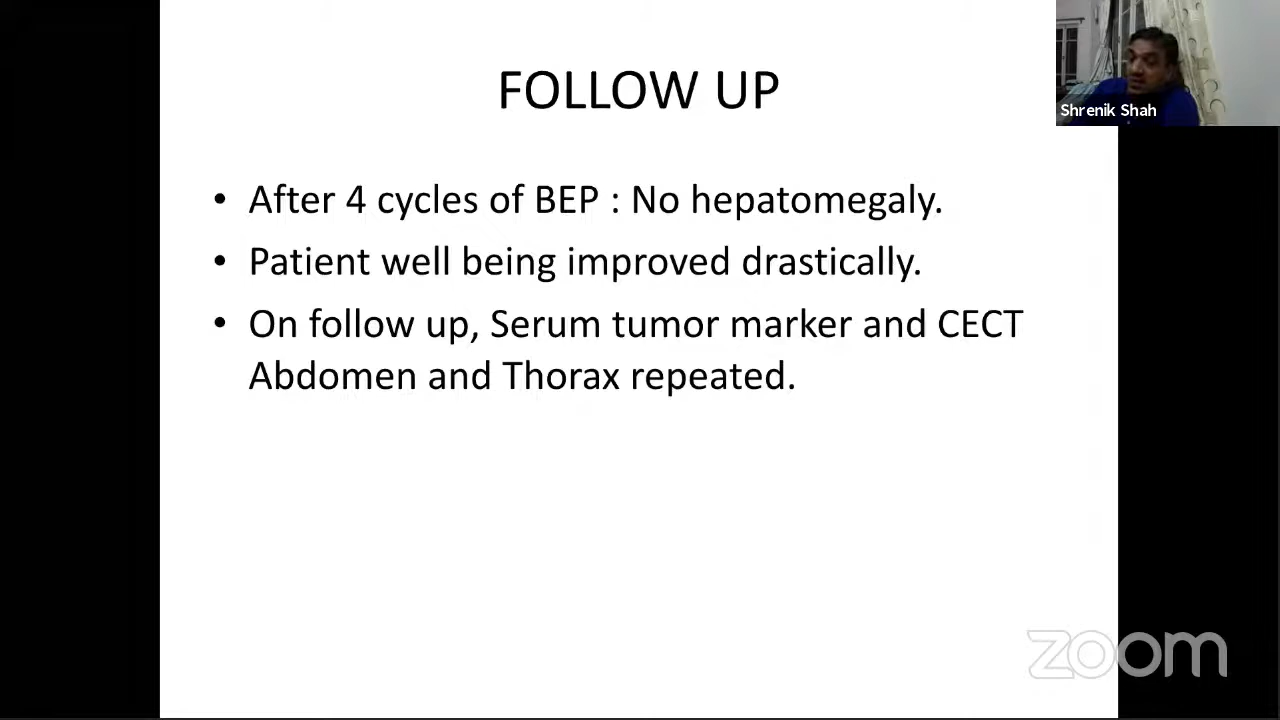 FOLLOW UP
Shrenik Shah
• After 4 cycles of BEP : No hepatomegaly.
• Patient well being improved drastically.
• On follow up, Serum tumor marker and CECT
Abdomen and Thorax repeated.
zoom